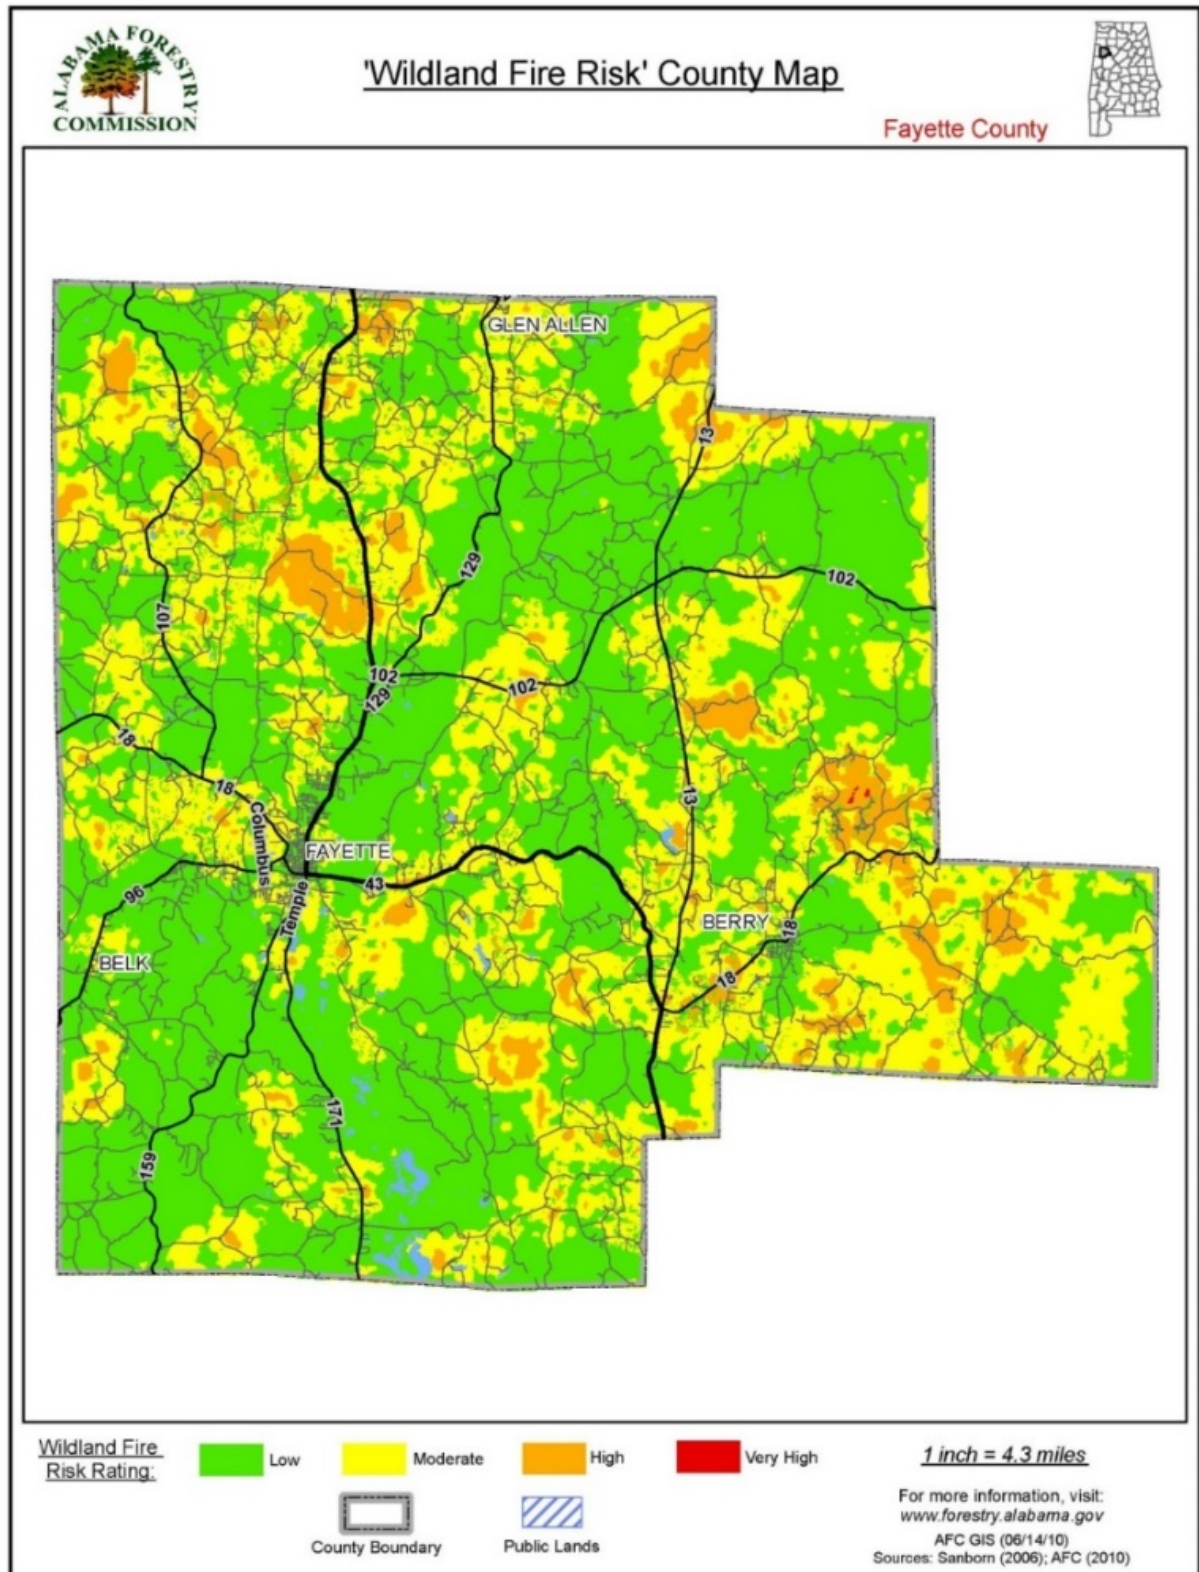 ALABAMA FORESTRY
COMMISSION
'Wildland Fire Risk' County Map
Fayette County
GLEN ALLEN
13
129
102
107
102
102
129
18
18
13
Columbus
FAYETTE
43
96
Temple
BERRY
18
BELK
18
171
159
Wildland Fire
Risk Rating:
Low
Moderate
High
Very High
County Boundary
Public Lands
1 inch = 4.3 miles
For more information, visit:
www.forestry.alabama.gov
AFC GIS (06/14/10)
Sources: Sanborn (2006); AFC (2010)